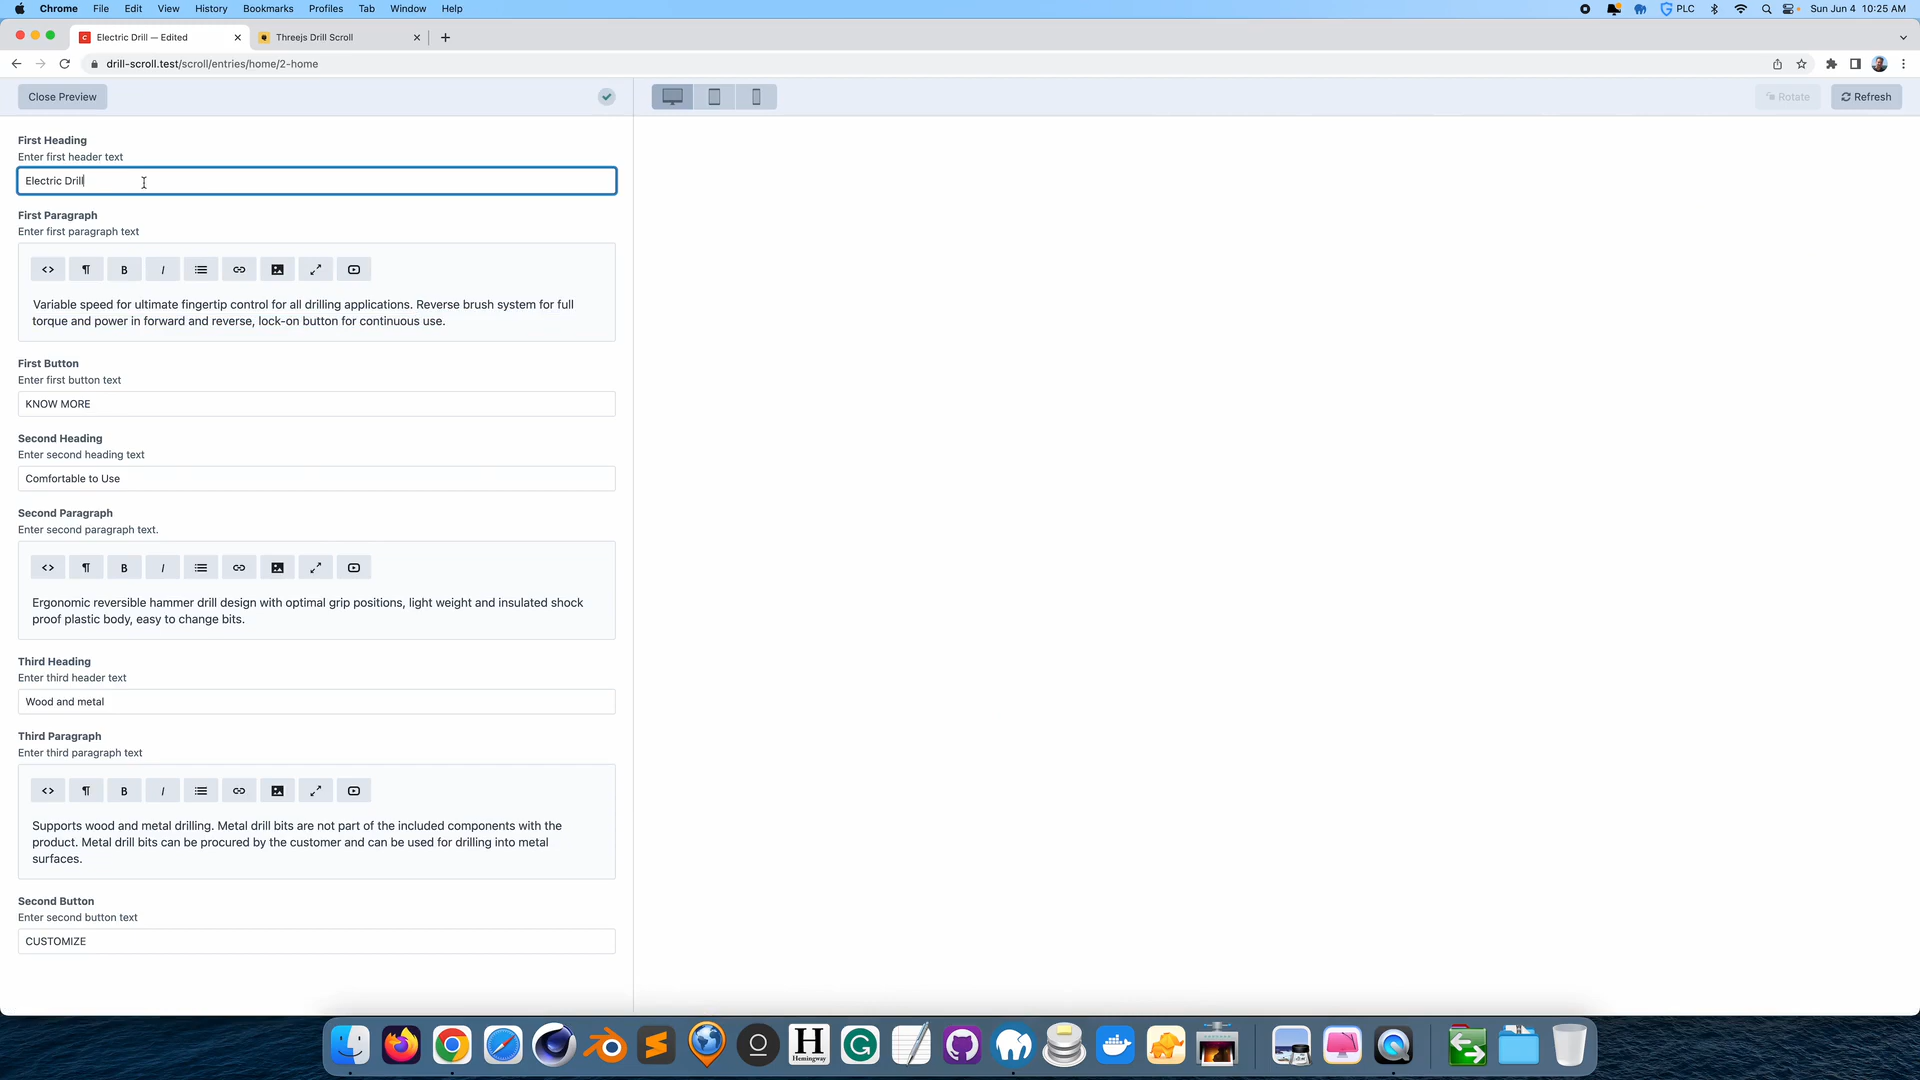 Chrome File Edit View History Bookmarks Profiles Tab Window Help
PLC Sun Jun 4 10:25 AM
Electric Drill — Edited
Threejs Drill Scroll
drill-scroll.test/scroll/entries/home/2-home
Close Preview
Rotate
Refresh
First Heading
Enter first header text
Electric Drill
First Paragraph
Enter first paragraph text
Variable speed for ultimate fingertip control for all drilling applications. Reverse brush system for full
torque and power in forward and reverse, lock-on button for continuous use.
First Button
Enter first button text
KNOW MORE
Second Heading
Enter second heading text
Comfortable to Use
Second Paragraph
Enter second paragraph text.
Ergonomic reversible hammer drill design with optimal grip positions, light weight and insulated shock
proof plastic body, easy to change bits.
Third Heading
Enter third header text
Wood and metal
Third Paragraph
Enter third paragraph text
Supports wood and metal drilling. Metal drill bits are not part of the included components with the
product. Metal drill bits can be procured by the customer and can be used for drilling into metal
surfaces.
Second Button
Enter second button text
CUSTOMIZE
H
Hemingway